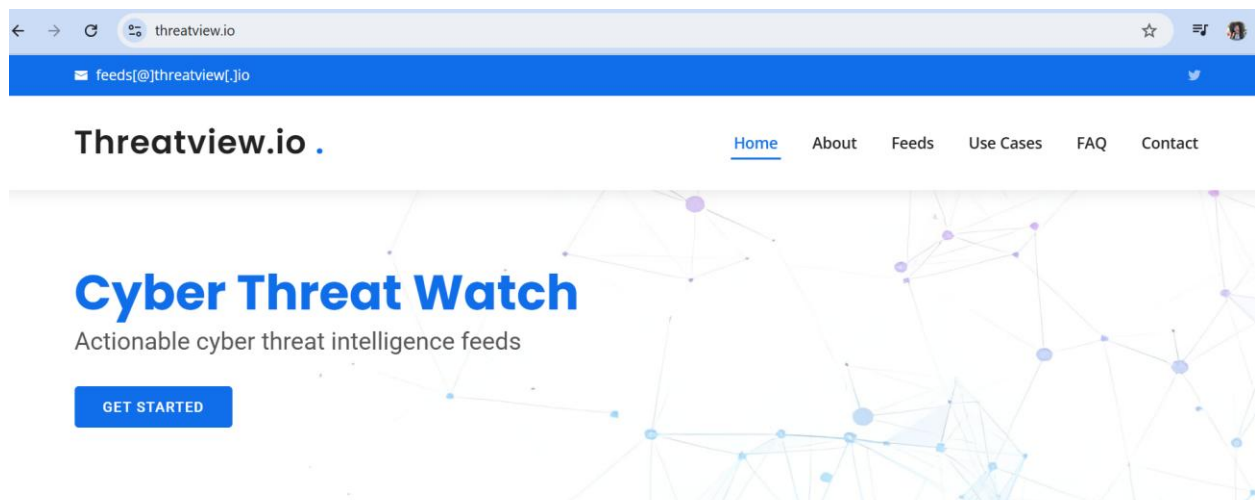 threatview.io
feeds[@]threatview[.]io
Threatview.io .
Home About Feeds Use Cases FAQ Contact
Cyber Threat Watch
Actionable cyber threat intelligence feeds
GET STARTED